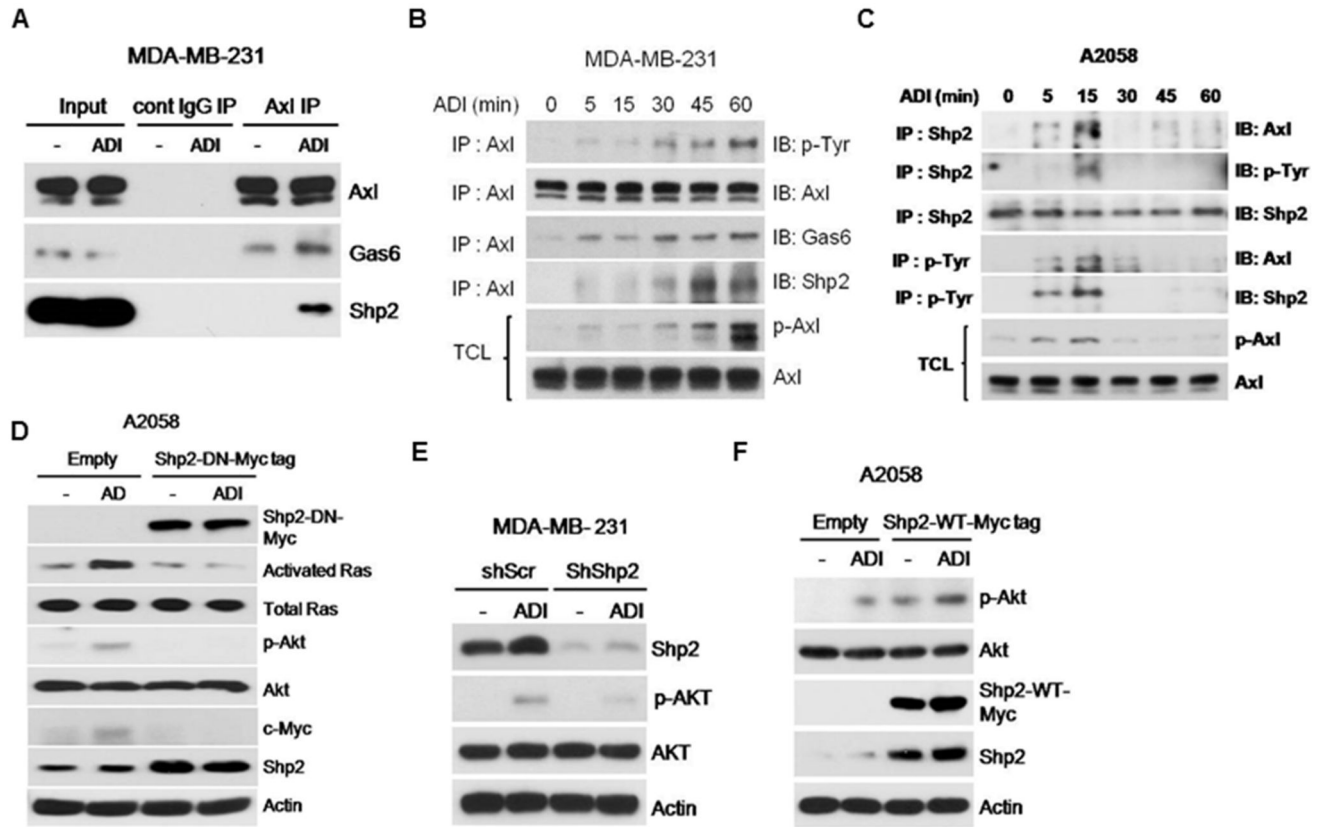 A
MDA-MB-231
Input cont IgG IP Axl IP
- ADI - ADI - ADI
Axl
Gas6
Shp2
B
MDA-MB-231
ADI (min) 0 5 15 30 45 60
IP : Axl IB: p-Tyr
IP : Axl IB: Axl
IP : Axl IB: Gas6
IP : Axl IB: Shp2
TCL
p-Axl
Axl
C
A2058
ADI (min) 0 5 15 30 45 60
IP : Shp2 IB: Axl
IP : Shp2 IB: p-Tyr
IP : Shp2 IB: Shp2
IP : p-Tyr IB: Axl
IP : p-Tyr IB: Shp2
TCL
p-Axl
Axl
D
A2058
Empty Shp2-DN-Myc tag
- AD - ADI
Shp2-DN-
Myc
Activated Ras
Total Ras
p-Akt
Akt
c-Myc
Shp2
Actin
E
MDA-MB- 231
shScr ShShp2
- ADI - ADI
Shp2
p-AKT
AKT
Actin
F
A2058
Empty Shp2-WT-Myc tag
- ADI - ADI
p-Akt
Akt
Shp2-WT-
Myc
Shp2
Actin